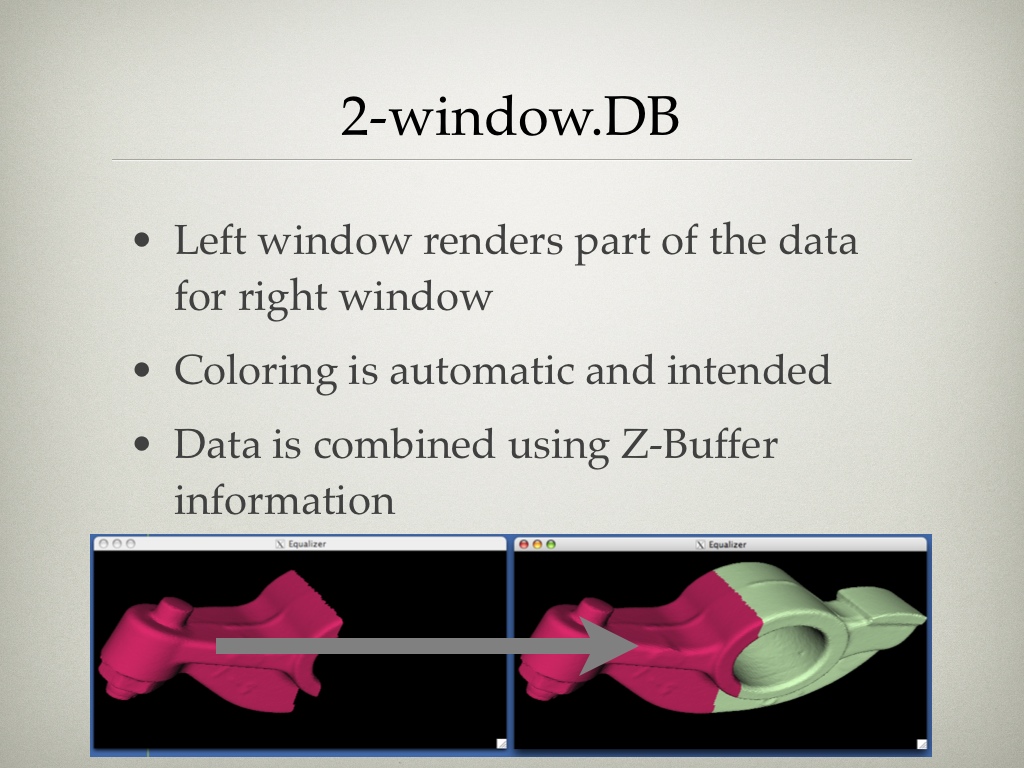 2-window.DB
• Left window renders part of the data
for right window
• Coloring is automatic and intended
• Data is combined using Z-Buffer
information
Equalizer
Equalizer